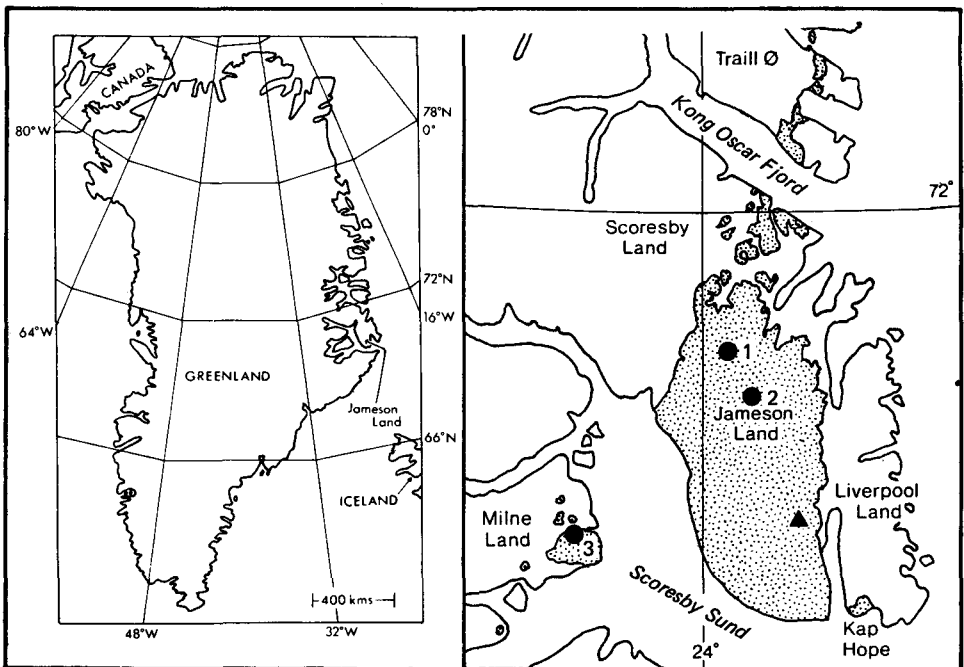 CANADA
80°W
78°N
0°
72°N
16°W
64°W
GREENLAND
Jameson
Land
66°N
ICELAND
400 kms
48°W
32°W
Traill Ø
Kong Oscar Fjord
72°
Scoresby
Land
1
2
Jameson
Land
Liverpool
Land
Milne
Land
3
Scoresby Sund
Kap
Hope
24°